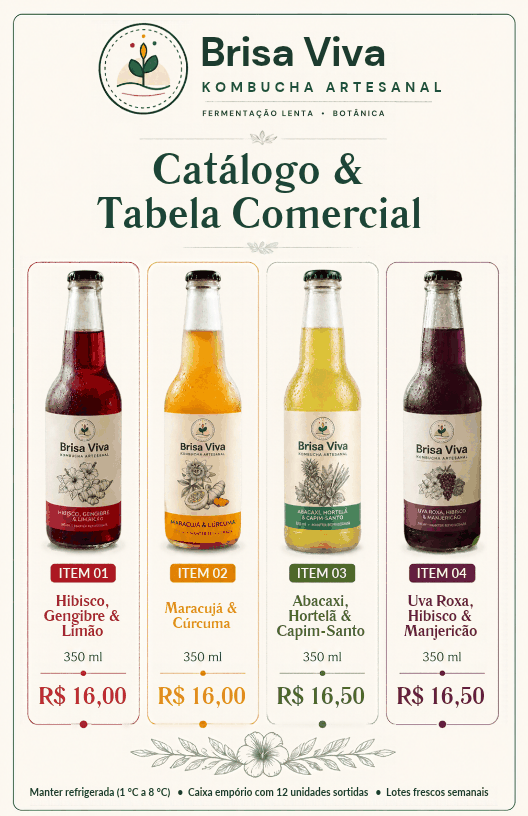 Brisa Viva
KOMBUCHA ARTESANAL
FERMENTAÇÃO LENTA • BOTÂNICA
Catálogo &
Tabela Comercial
Brisa Viva
KOMBUCHA ARTESANAL
HIBISCO, GENGIBRE
& LIMÃO
Brisa Viva
KOMBUCHA ARTESANAL
MARACUJÁ & CÚRCUMA
Brisa Viva
KOMBUCHA ARTESANAL
ABACAXI, HORTELÃ
& CAPIM-SANTO
Brisa Viva
KOMBUCHA ARTESANAL
UVA ROXA, HIBISCO
& MANJERICÃO
ITEM 01
Hibisco,
Gengibre &
Limão
350 ml
R$ 16,00
ITEM 02
Maracujá &
Cúrcuma
350 ml
R$ 16,00
ITEM 03
Abacaxi,
Hortelã &
Capim-Santo
350 ml
R$ 16,50
ITEM 04
Uva Roxa,
Hibisco &
Manjericão
350 ml
R$ 16,50
Manter refrigerada (1 °C a 8 °C) • Caixa empório com 12 unidades sortidas • Lotes frescos semanais